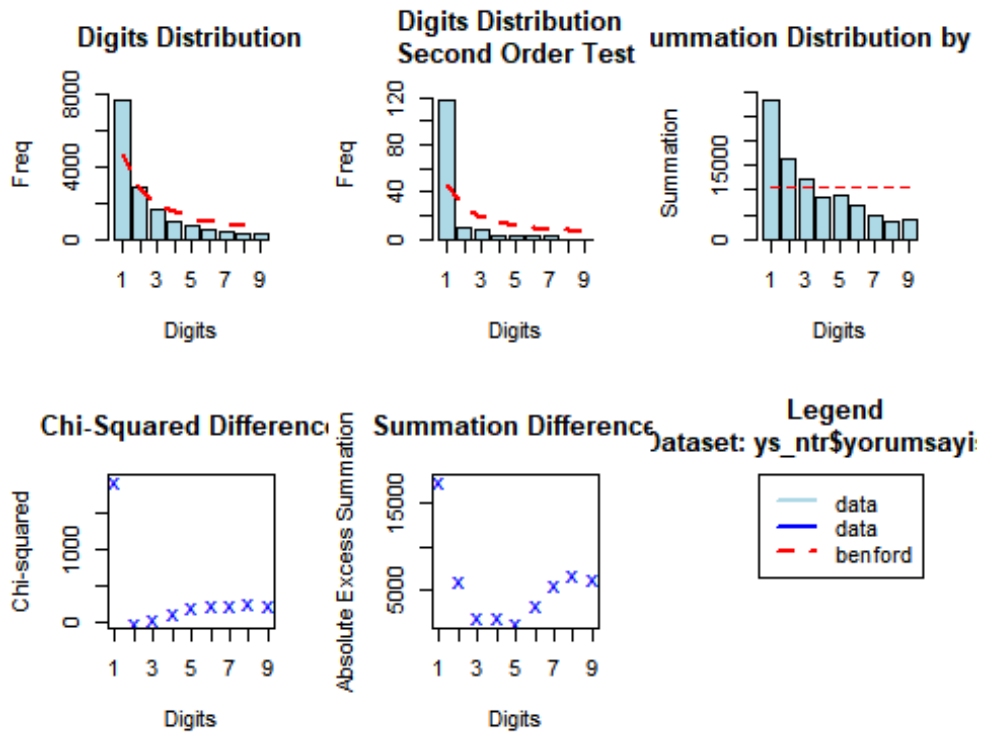 Digits Distribution
Freq
8000
4000
0
1 3 5 7 9
Digits
Digits Distribution
Second Order Test
Freq
120
80
40
0
1 3 5 7 9
Digits
ummation Distribution by
Summation
15000
0
1 3 5 7 9
Digits
Chi-Squared Difference
Chi-squared
1000
0
1 3 5 7 9
Digits
Summation Difference
Absolute Excess Summation
15000
5000
1 3 5 7 9
Digits
Legend
Dataset: ys_ntr$yorumsayis
data
data
benford